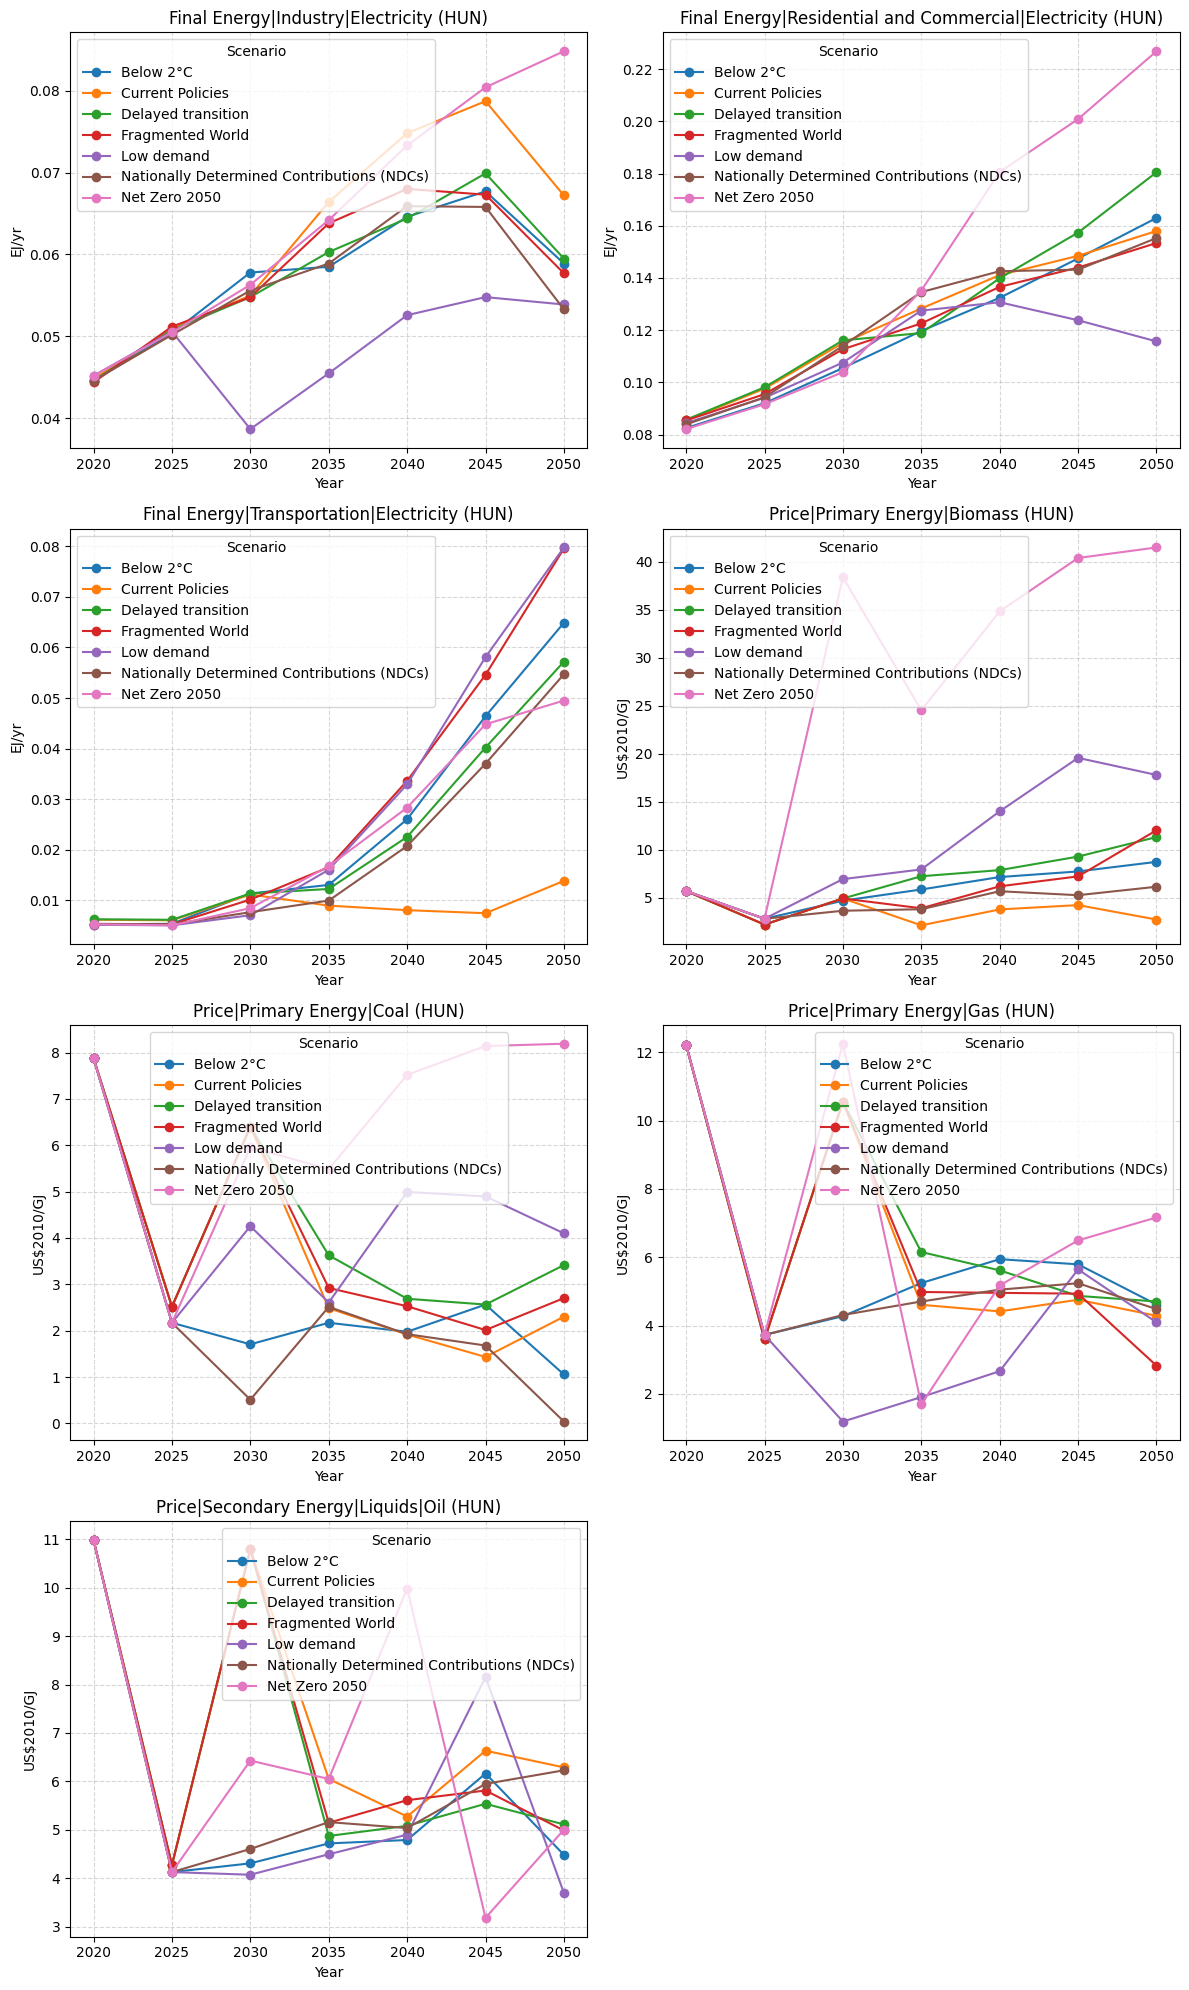 Final Energy|Industry|Electricity (HUN)
EJ/yr
0.08
0.07
0.06
0.05
0.04
Scenario
Below 2°C
Current Policies
Delayed transition
Fragmented World
Low demand
Nationally Determined Contributions (NDCs)
Net Zero 2050
2020 2025 2030 2035 2040 2045 2050
Year
Final Energy|Residential and Commercial|Electricity (HUN)
EJ/yr
0.22
0.20
0.18
0.16
0.14
0.12
0.10
0.08
Scenario
Below 2°C
Current Policies
Delayed transition
Fragmented World
Low demand
Nationally Determined Contributions (NDCs)
Net Zero 2050
2020 2025 2030 2035 2040 2045 2050
Year
Final Energy|Transportation|Electricity (HUN)
EJ/yr
0.08
0.07
0.06
0.05
0.04
0.03
0.02
0.01
Scenario
Below 2°C
Current Policies
Delayed transition
Fragmented World
Low demand
Nationally Determined Contributions (NDCs)
Net Zero 2050
2020 2025 2030 2035 2040 2045 2050
Year
Price|Primary Energy|Biomass (HUN)
US$2010/GJ
40
35
30
25
20
15
10
5
Scenario
Below 2°C
Current Policies
Delayed transition
Fragmented World
Low demand
Nationally Determined Contributions (NDCs)
Net Zero 2050
2020 2025 2030 2035 2040 2045 2050
Year
Price|Primary Energy|Coal (HUN)
US$2010/GJ
8
7
6
5
4
3
2
1
0
Scenario
Below 2°C
Current Policies
Delayed transition
Fragmented World
Low demand
Nationally Determined Contributions (NDCs)
Net Zero 2050
2020 2025 2030 2035 2040 2045 2050
Year
Price|Primary Energy|Gas (HUN)
US$2010/GJ
12
10
8
6
4
2
Scenario
Below 2°C
Current Policies
Delayed transition
Fragmented World
Low demand
Nationally Determined Contributions (NDCs)
Net Zero 2050
2020 2025 2030 2035 2040 2045 2050
Year
Price|Secondary Energy|Liquids|Oil (HUN)
US$2010/GJ
11
10
9
8
7
6
5
4
3
Scenario
Below 2°C
Current Policies
Delayed transition
Fragmented World
Low demand
Nationally Determined Contributions (NDCs)
Net Zero 2050
2020 2025 2030 2035 2040 2045 2050
Year